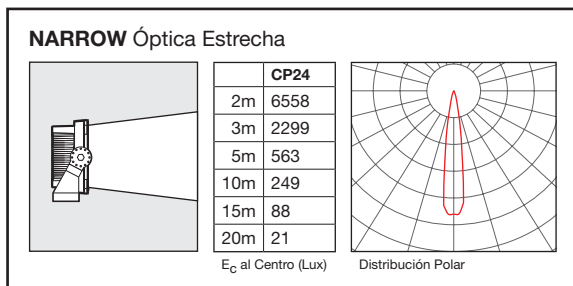 NARROW Óptica Estrecha
CP24
2m 6558
3m 2299
5m 563
10m 249
15m 88
20m 21
EC al Centro (Lux)
Distribución Polar